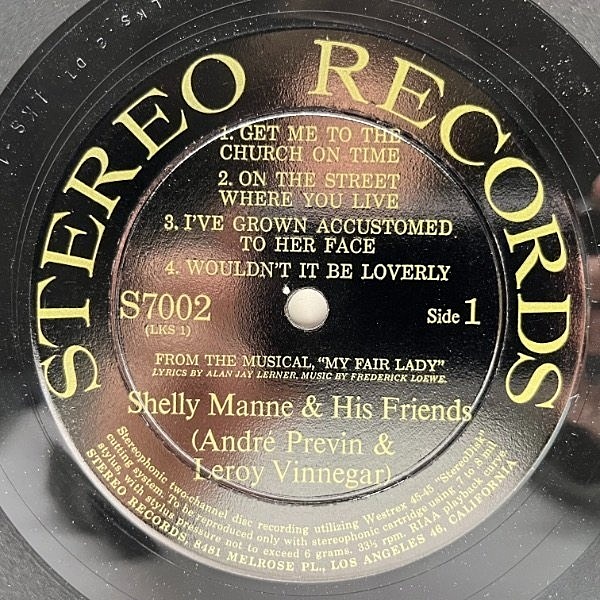 STEREO RECORDS
1. GET ME TO THE
CHURCH ON TIME
2. ON THE STREET
WHERE YOU LIVE
3. I'VE GROWN ACCUSTOMED
TO HER FACE
4. WOULDN'T IT BE LOVERLY
S7002
(LKS 1)
Side 1
FROM THE MUSICAL, "MY FAIR LADY"
LYRICS BY ALAN JAY LERNER, MUSIC BY FREDERICK LOEWE.
Shelly Manne & His Friends
(André Previn &
Leroy Vinnegar)
Stereophonic two-channel disc recording utilizing Westrex 45-45 "StereoDisk"
cutting system. To be reproduced only with stereophonic cartridge using .7 to 8 mil
stylus, with stylus pressure not to exceed 6 grams. 33⅓ rpm. RIAA playback curve.
STEREO RECORDS, 8481 MELROSE PL., LOS ANGELES 46, CALIFORNIA